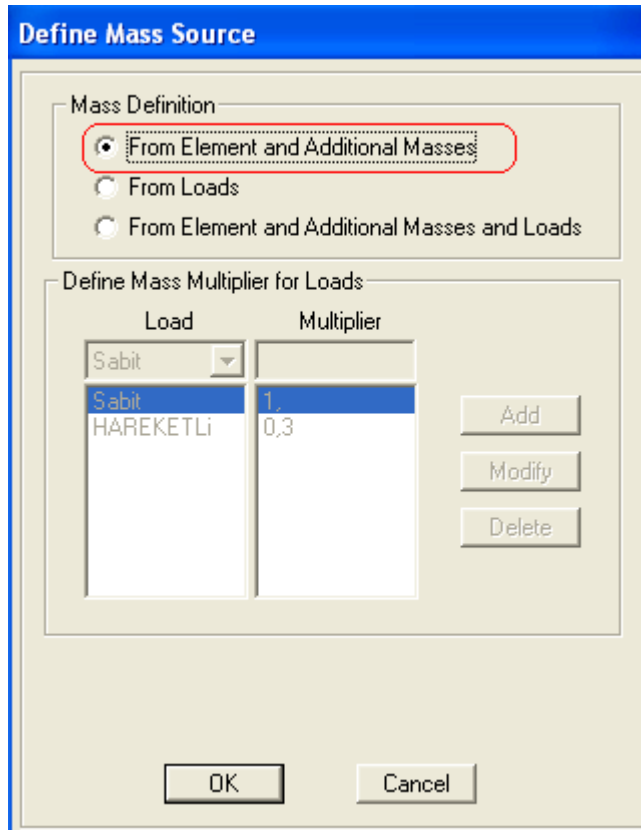 Define Mass Source
Mass Definition
From Element and Additional Masses
From Loads
From Element and Additional Masses and Loads
Define Mass Multiplier for Loads
Load Multiplier
Sabit
Sabit 1,
HAREKETLi 0,3
Add
Modify
Delete
OK Cancel